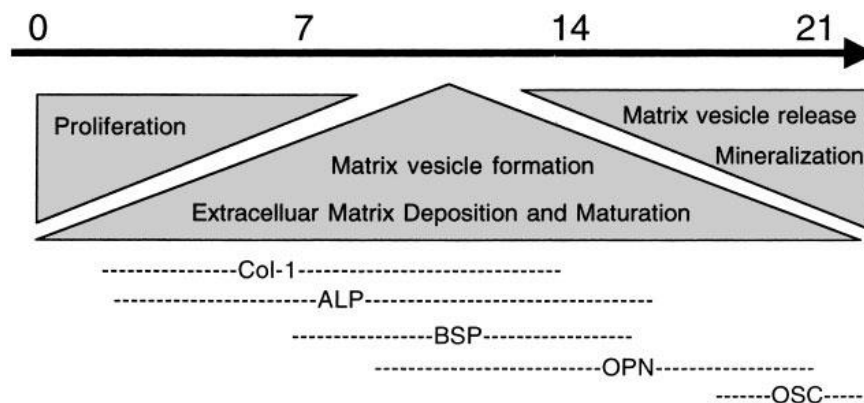 0 7 14 21
Proliferation
Matrix vesicle release
Mineralization
Matrix vesicle formation
Extracelluar Matrix Deposition and Maturation
Col-1
ALP
BSP
OPN
OSC